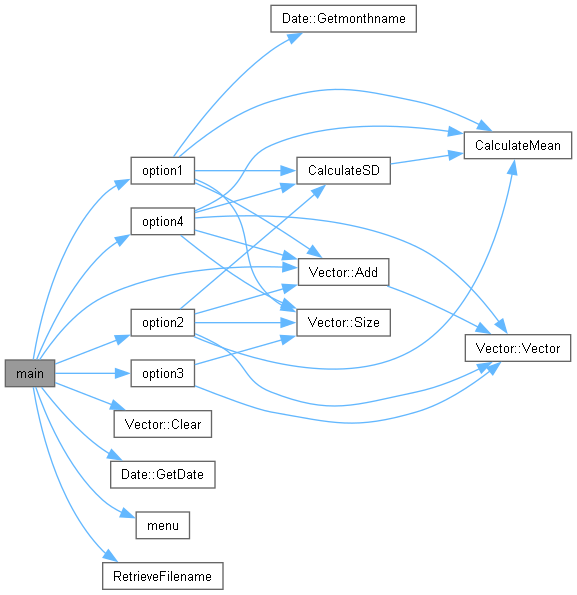 Date::Getmonthname
CalculateMean
option1
CalculateSD
option4
Vector::Add
option2
Vector::Size
Vector::Vector
main
option3
Vector::Clear
Date::GetDate
menu
RetrieveFilename